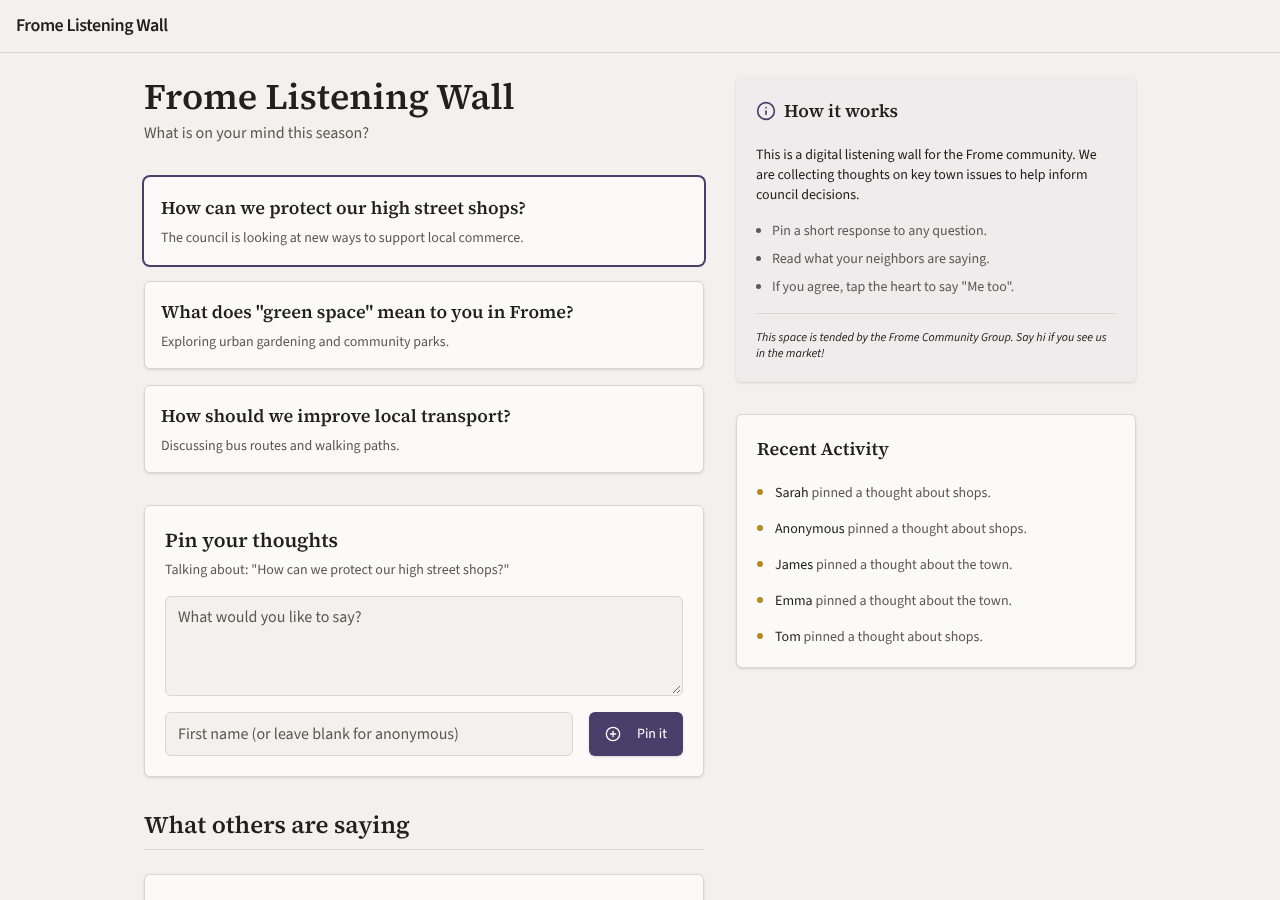 Frome Listening Wall
Frome Listening Wall
What is on your mind this season?
How can we protect our high street shops?
The council is looking at new ways to support local commerce.
What does "green space" mean to you in Frome?
Exploring urban gardening and community parks.
How should we improve local transport?
Discussing bus routes and walking paths.
Pin your thoughts
Talking about: "How can we protect our high street shops?"
What would you like to say?
First name (or leave blank for anonymous)
Pin it
What others are saying
How it works
This is a digital listening wall for the Frome community. We
are collecting thoughts on key town issues to help inform
council decisions.
Pin a short response to any question.
Read what your neighbors are saying.
If you agree, tap the heart to say "Me too".
This space is tended by the Frome Community Group. Say hi if you see us
in the market!
Recent Activity
Sarah pinned a thought about shops.
Anonymous pinned a thought about shops.
James pinned a thought about the town.
Emma pinned a thought about the town.
Tom pinned a thought about shops.